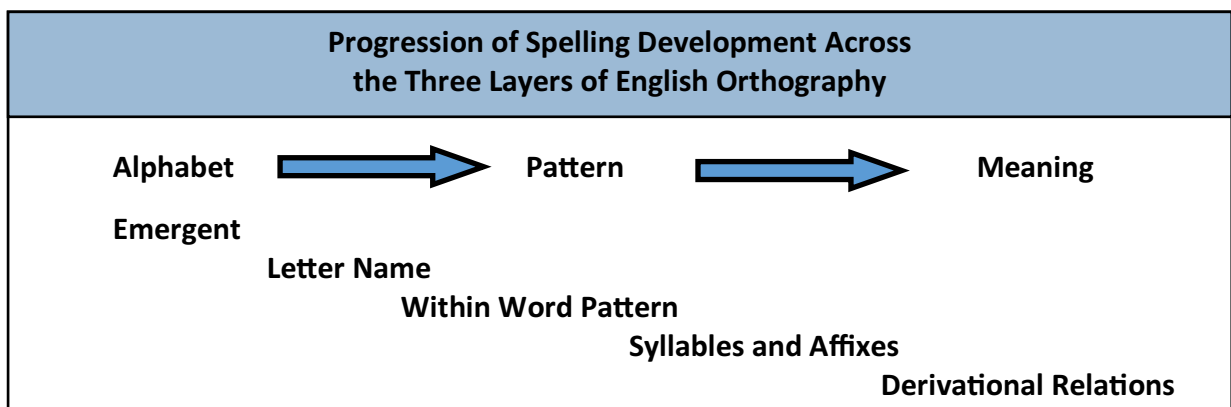 Progression of Spelling Development Across
the Three Layers of English Orthography
Alphabet Pattern Meaning
Emergent
Letter Name
Within Word Pattern
Syllables and Affixes
Derivational Relations